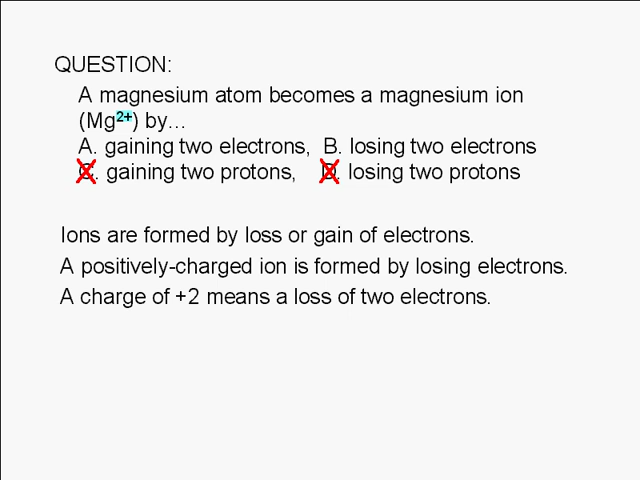 QUESTION:
A magnesium atom becomes a magnesium ion
(Mg2+) by...
A. gaining two electrons, B. losing two electrons
C. gaining two protons, D. losing two protons
Ions are formed by loss or gain of electrons.
A positively-charged ion is formed by losing electrons.
A charge of +2 means a loss of two electrons.